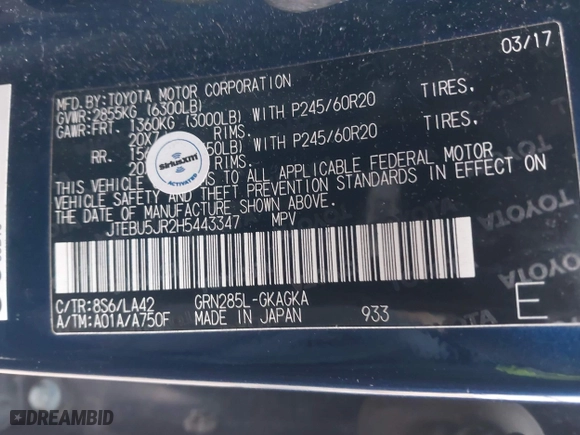 03/17
MFD.BY:TOYOTA MOTOR CORPORATION
GVWR:2855KG (6300LB)
GAWR:FRT. 1360KG (3000LB) WITH P245/60R20 TIRES,
20X7 RIMS.
RR. 50LB) WITH P245/60R20 TIRES,
20 RIMS.
SiriusXM
ACTIVATED
THIS VEHICLE TO ALL APPLICABLE FEDERAL MOTOR
VEHICLE SAFETY AND THEFT PREVENTION STANDARDS IN EFFECT ON
THE DATE OF MANUFACTURE SHOWN ABOVE.
JTEBU5JR2H5443347 MPV
C/TR:8S6/LA42 GRN285L-GKAGKA
A/TM:A01A/A750F MADE IN JAPAN 933
E
TOYOTA
TOYOTA
DREAMBID